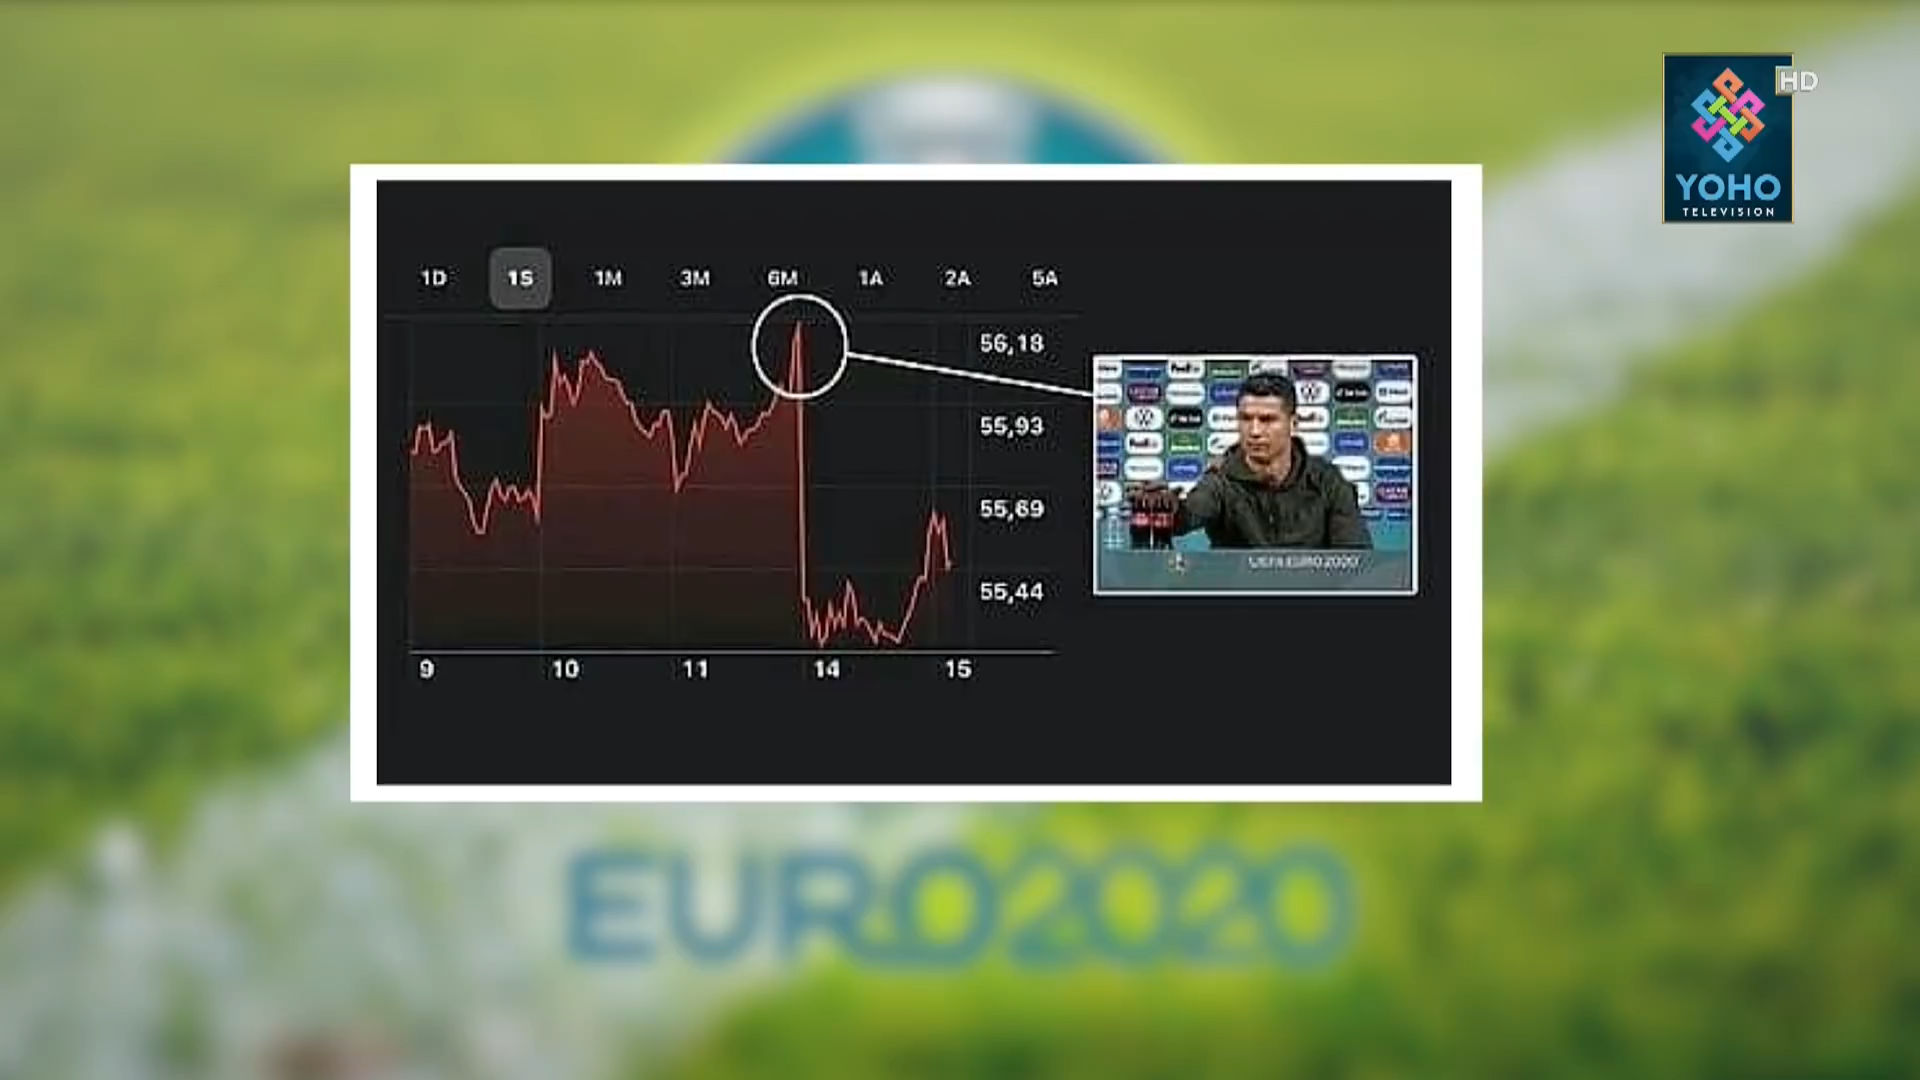 HD
YOHO
TELEVISION
1D 1S 1M 3M 6M 1A 2A 5A
56,18
55,93
55,69
55,44
9 10 11 14 15
UEFA EURO 2020
EURO2020